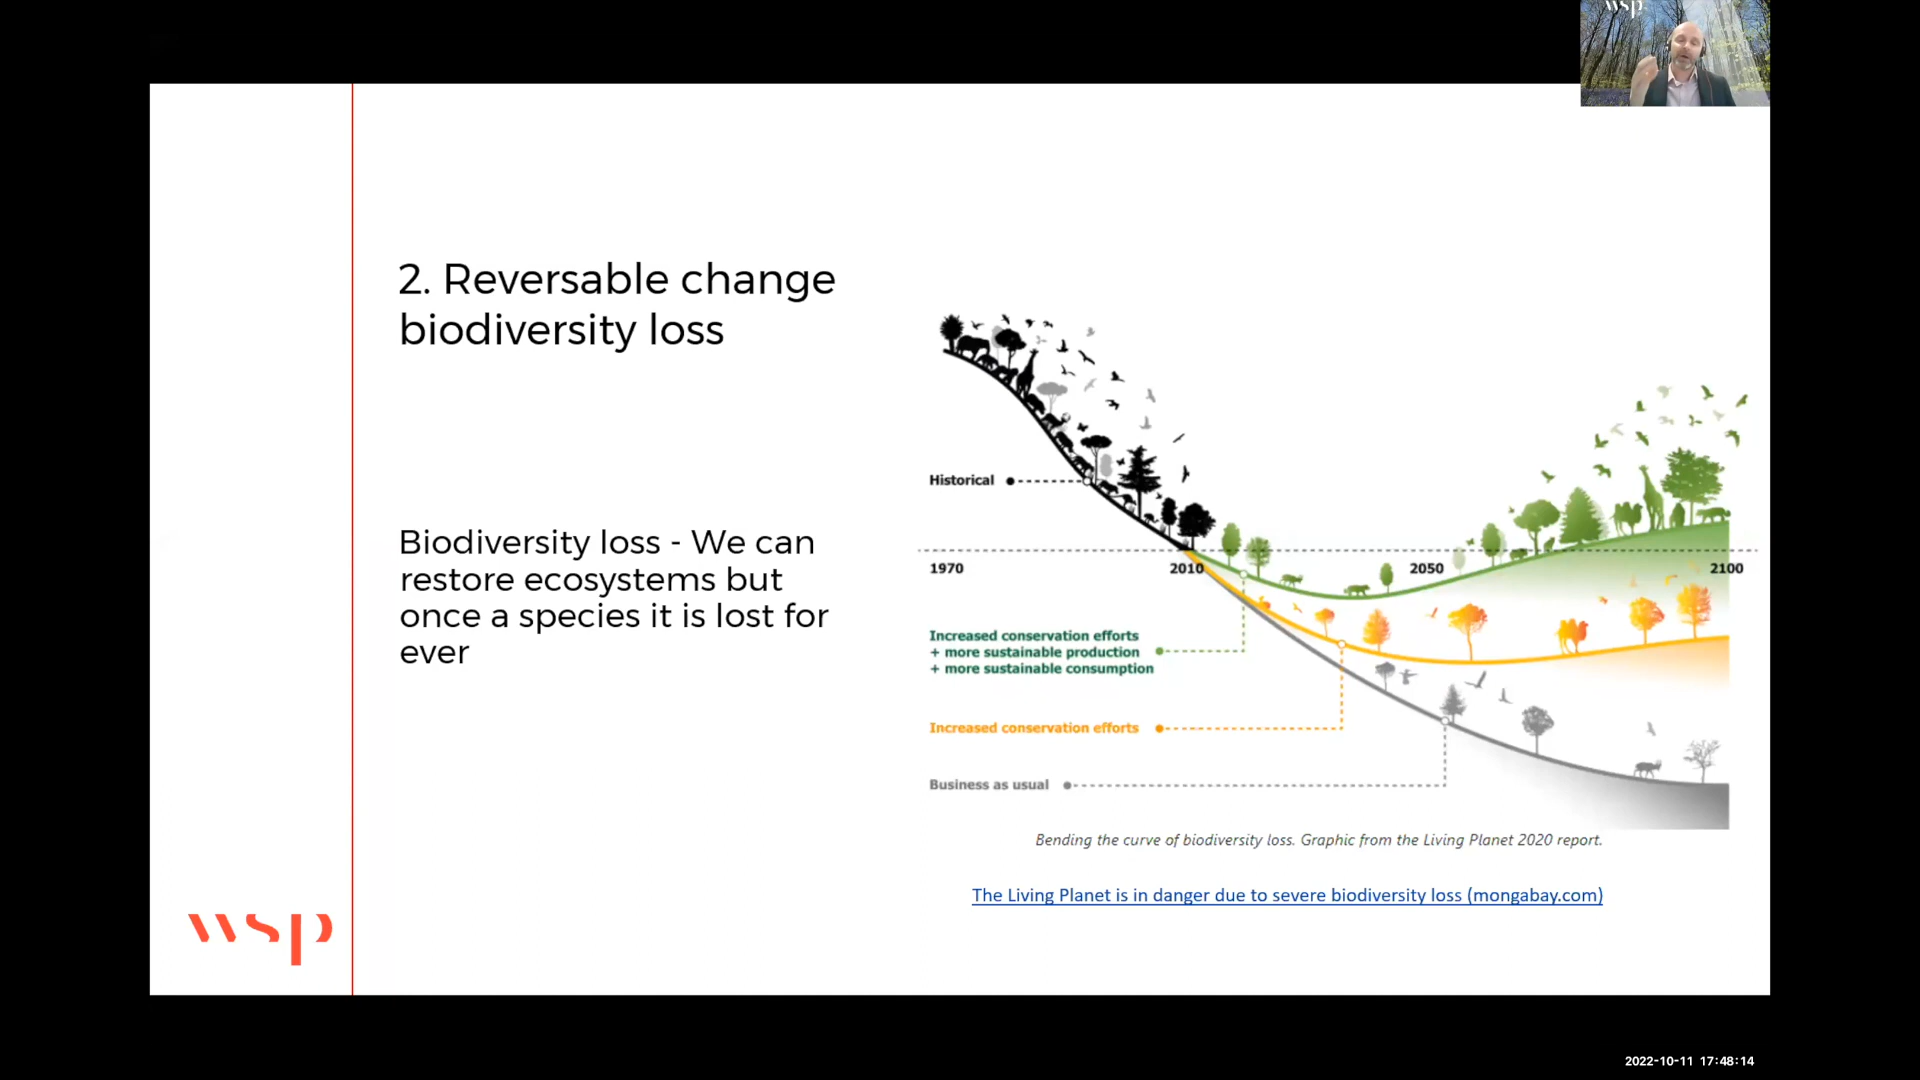 wsp
2. Reversable change
biodiversity loss
Biodiversity loss - We can
restore ecosystems but
once a species it is lost for
ever
Historical
1970
2010
2050
2100
Increased conservation efforts
+ more sustainable production
+ more sustainable consumption
Increased conservation efforts
Business as usual
Bending the curve of biodiversity loss. Graphic from the Living Planet 2020 report.
The Living Planet is in danger due to severe biodiversity loss (mongabay.com)
wsp
2022-10-11 17:48:14